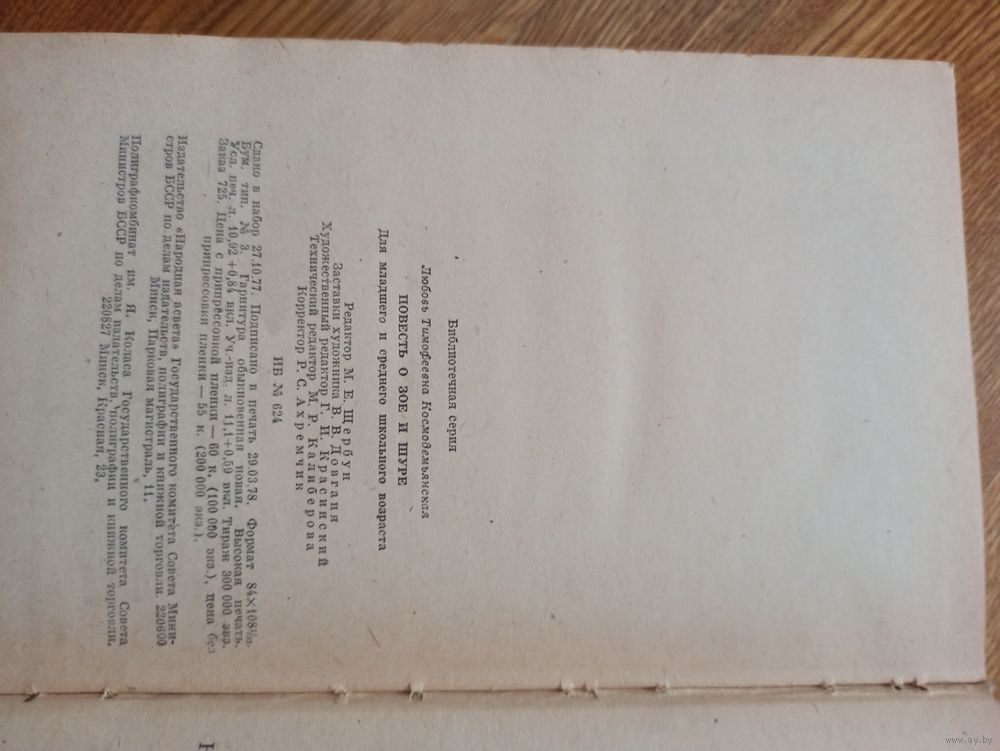 Библиотечная серия
Любовь Тимофеевна Космодемьянская
ПОВЕСТЬ О ЗОЕ И ШУРЕ
Для младшего и среднего школьного возраста
Редактор М. Е. Щербун
Заставки художника В. В. Довганя
Художественный редактор Г. И. Красинский
Технический редактор М. Р. Калиберова
Корректор Р. С. Ахремчик
ИБ № 624
Сдано в набор 27.10.77. Подписано в печать 29.03.78. Формат 84×108¹/₃₂.
Бум. тип. № 3. Гарнитура обыкновенная новая. Высокая печать.
Усл. печ. л. 10,92+0,84 вкл. Уч.-изд. л. 11,1+0,59 вкл. Тираж 300 000 экз.
Заказ 725. Цена с припрессовкой пленки — 60 к. (100 000 экз.), цена без
припрессовки пленки — 55 к. (200 000 экз.).
Издательство «Народная асвета» Государственного комитета Совета Мини-
стров БССР по делам издательств, полиграфии и книжной торговли. 220600
Минск, Парковая магистраль, 11.
Полиграфкомбинат им. Я. Коласа Государственного комитета Совета
Министров БССР по делам издательств, полиграфии и книжной торговли.
220827 Минск, Красная, 23.
www.ay.by